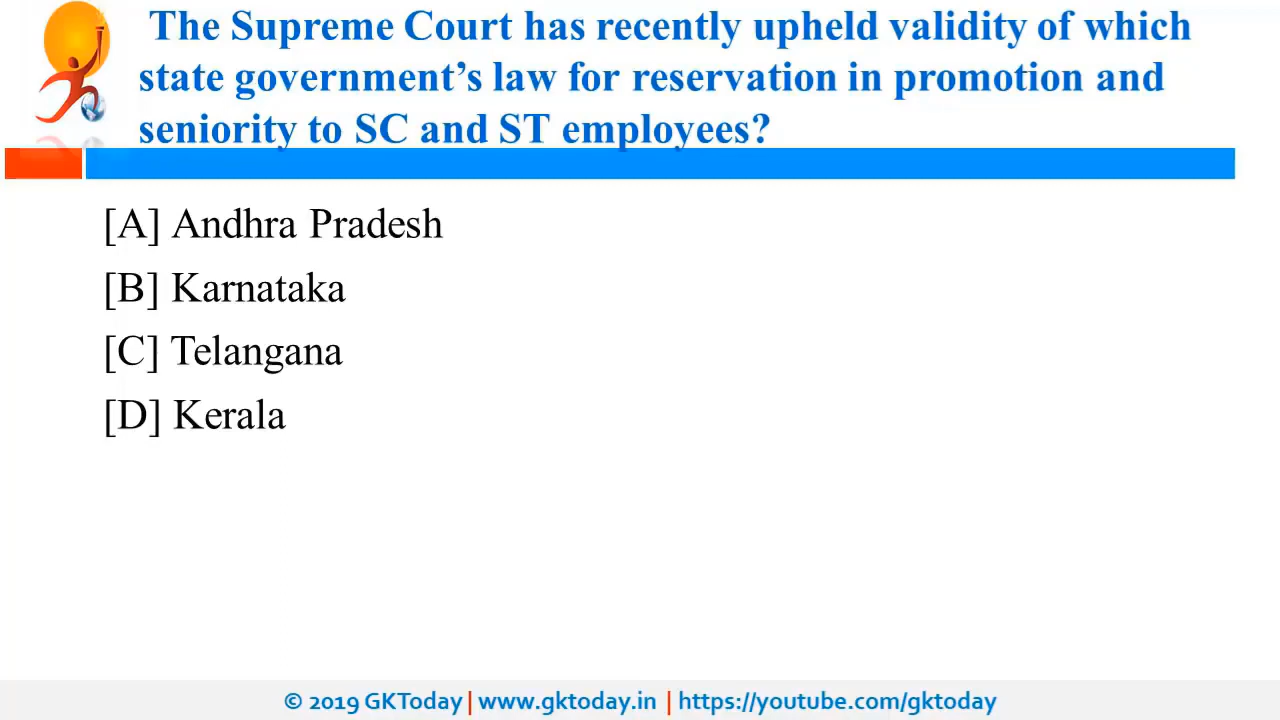 The Supreme Court has recently upheld validity of which
state government’s law for reservation in promotion and
seniority to SC and ST employees?
[A] Andhra Pradesh
[B] Karnataka
[C] Telangana
[D] Kerala
© 2019 GKToday | www.gktoday.in | https://youtube.com/gktoday